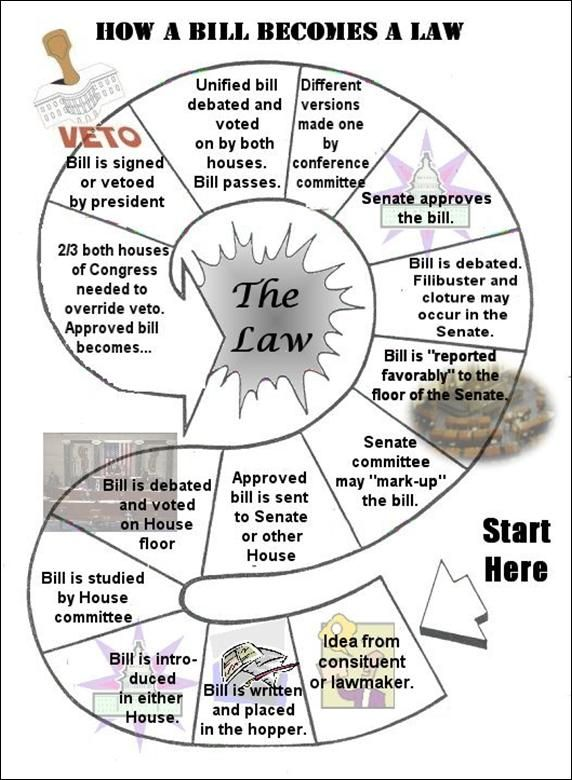 HOW A BILL BECOMES A LAW
Start
Here
Idea from
consituent
or lawmaker.
Bill is written
and placed
in the hopper.
Bill is intro-
duced
in either
House.
Bill is studied
by House
committee
Bill is debated
and voted
on House
floor
Approved
bill is sent
to Senate
or other
House
Senate
committee
may "mark-up"
the bill.
Bill is "reported
favorably" to the
floor of the Senate.
Bill is debated.
Filibuster and
cloture may
occur in the
Senate.
Senate approves
the bill.
Different
versions
made one
by
conference
committee
Unified bill
debated and
voted
on by both
houses.
Bill passes.
VETO
Bill is signed
or vetoed
by president
2/3 both houses
of Congress
needed to
override veto.
Approved bill
becomes...
The
Law